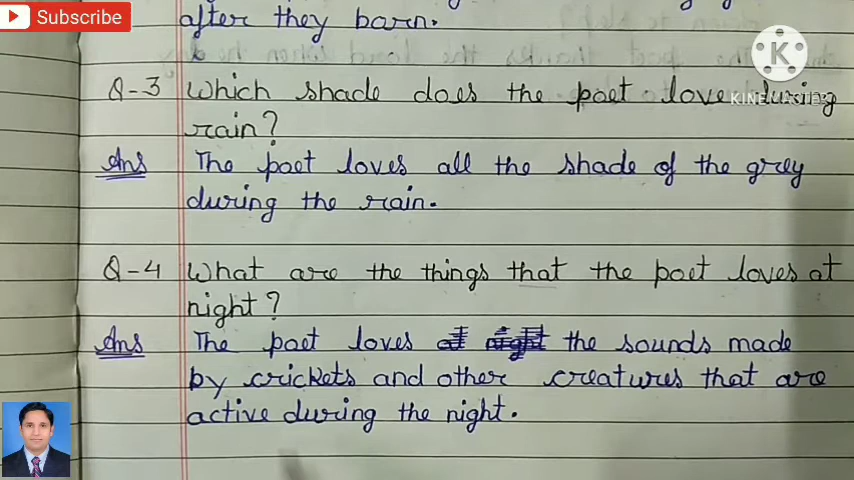 Subscribe
after they barn.
K
KINEMASTER
Q-3 Which shade does the poet love during
rain?
Ans The poet loves all the shade of the grey
during the rain.
Q-4 What are the things that the poet loves at
night?
Ans The poet loves at night the sounds made
by crickets and other creatures that are
active during the night.